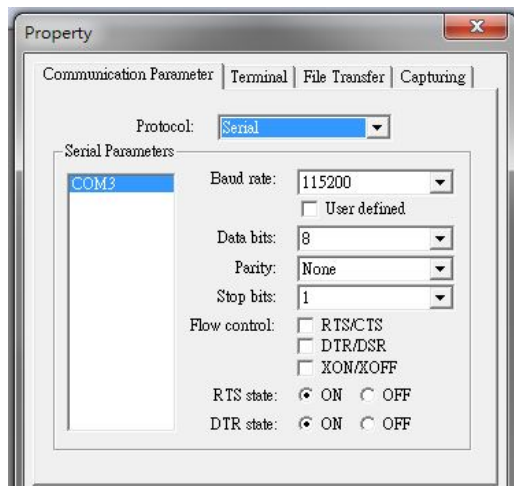 Property
Communication Parameter Terminal File Transfer Capturing
Protocol: Serial
Serial Parameters
COM3
Baud rate: 115200
User defined
Data bits: 8
Parity: None
Stop bits: 1
Flow control: RTS/CTS
DTR/DSR
XON/XOFF
RTS state: ON OFF
DTR state: ON OFF